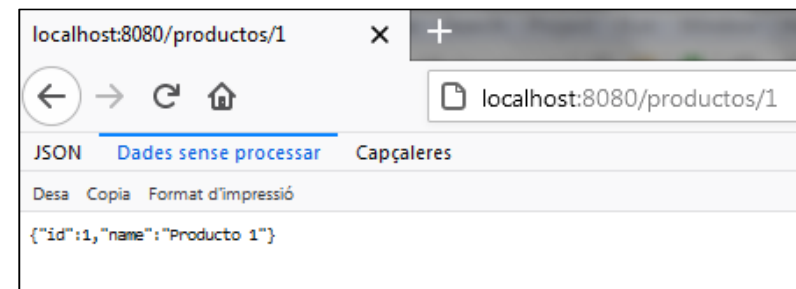 localhost:8080/productos/1
localhost:8080/productos/1
JSON Dades sense processar Capçaleres
Desa Copia Format d'impressió
{"id":1,"name":"Producto 1"}